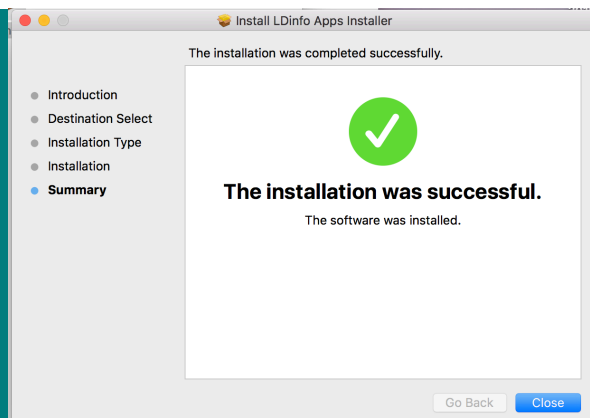 Install LDinfo Apps Installer
The installation was completed successfully.
Introduction
Destination Select
Installation Type
Installation
Summary
The installation was successful.
The software was installed.
Go Back
Close